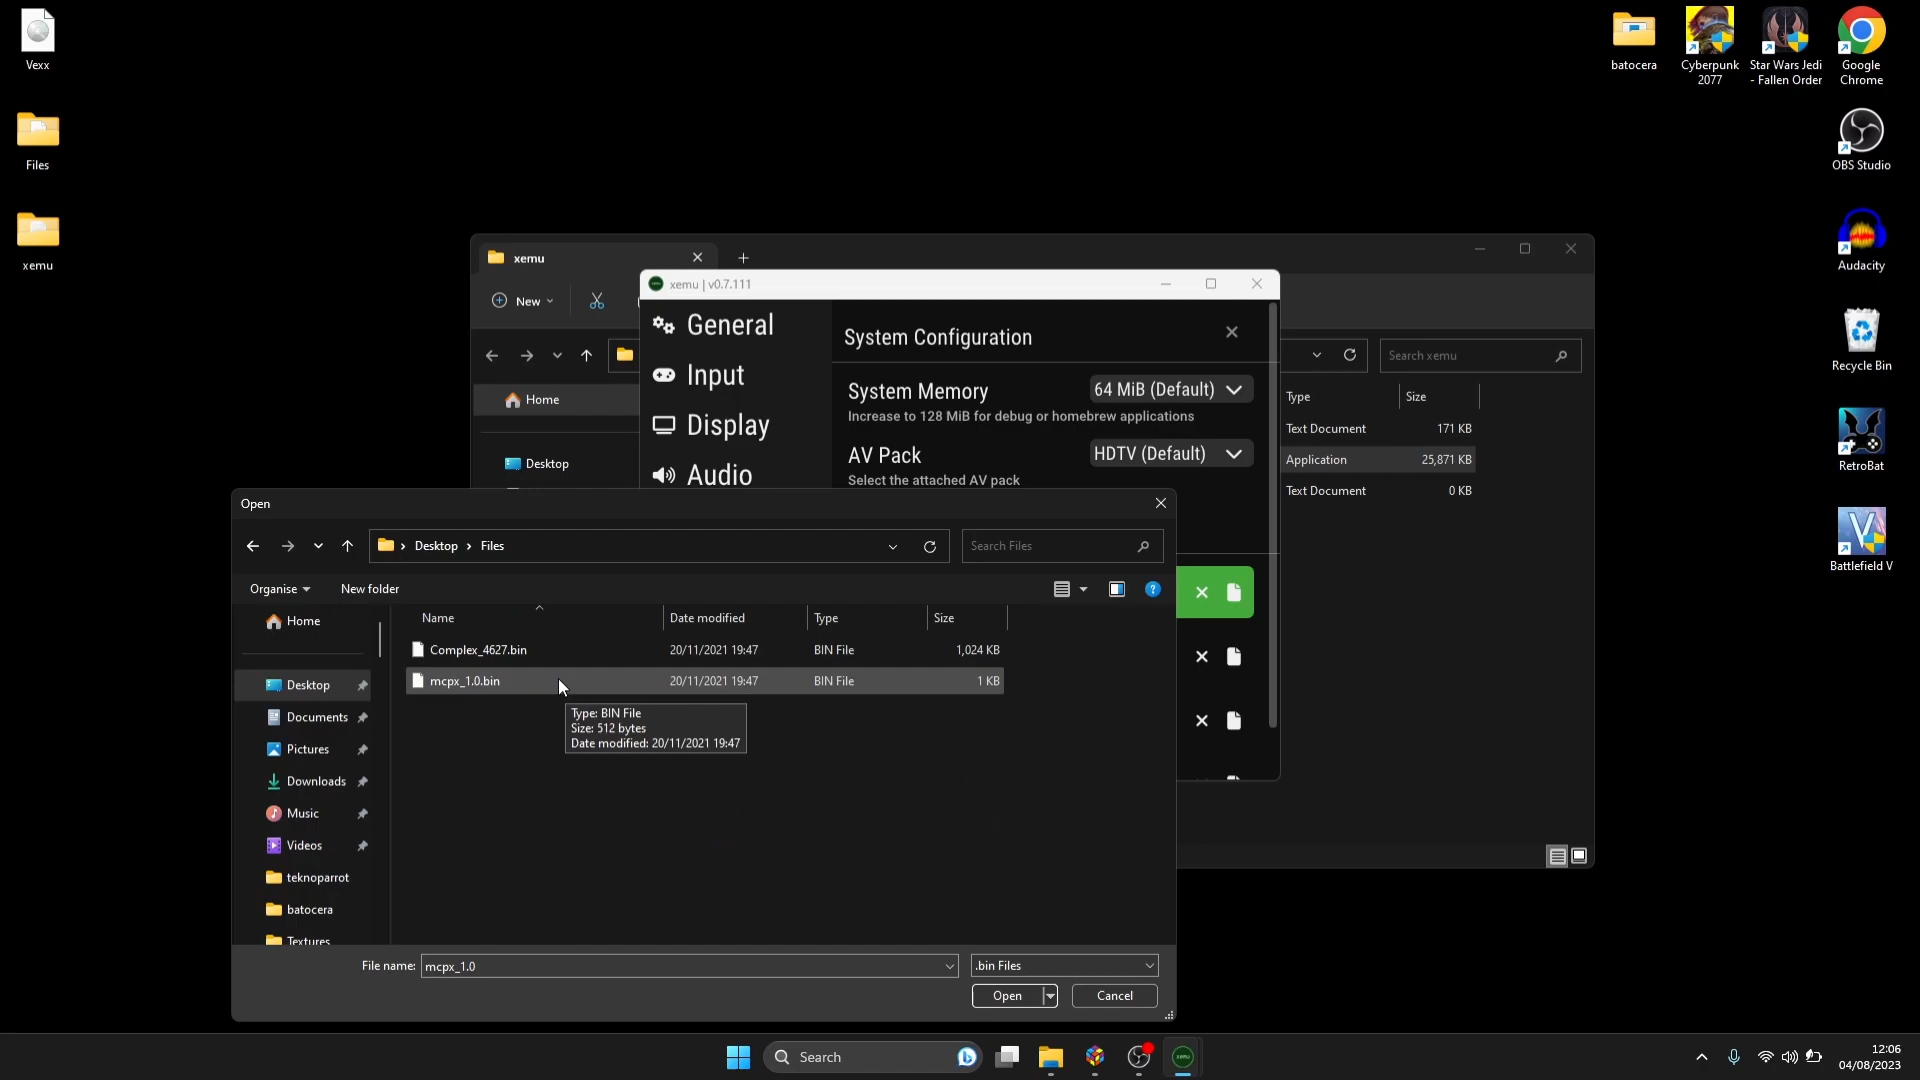 Vexx
Files
xemu
batocera
Cyberpunk
2077
Star Wars Jedi
- Fallen Order
Google
Chrome
OBS Studio
Audacity
Recycle Bin
RetroBat
Battlefield V
xemu
New
Search xemu
Home
Desktop
Type
Size
Text Document
171 KB
Application
25,871 KB
Text Document
0 KB
xemu | v0.7.111
General
Input
Display
Audio
System Configuration
System Memory
64 MiB (Default)
Increase to 128 MiB for debug or homebrew applications
AV Pack
HDTV (Default)
Select the attached AV pack
Open
Desktop > Files
Search Files
Organise
New folder
Home
Desktop
Documents
Pictures
Downloads
Music
Videos
teknoparrot
batocera
Textures
Name
Date modified
Type
Size
Complex_4627.bin
20/11/2021 19:47
BIN File
1,024 KB
mcpx_1.0.bin
20/11/2021 19:47
BIN File
1 KB
Type: BIN File
Size: 512 bytes
Date modified: 20/11/2021 19:47
File name:
mcpx_1.0
.bin Files
Open
Cancel
Search
xemu
12:06
04/08/2023